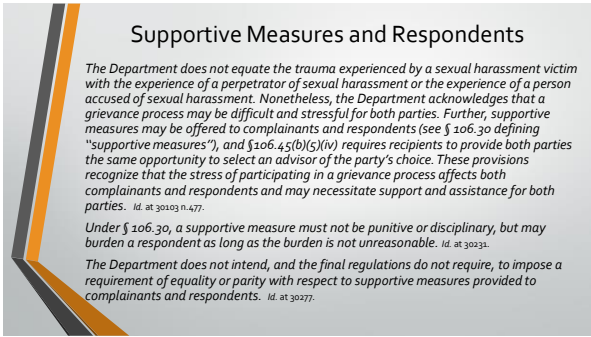 Supportive Measures and Respondents
The Department does not equate the trauma experienced by a sexual harassment victim
with the experience of a perpetrator of sexual harassment or the experience of a person
accused of sexual harassment. Nonetheless, the Department acknowledges that a
grievance process may be difficult and stressful for both parties. Further, supportive
measures may be offered to complainants and respondents (see § 106.30 defining
‘‘supportive measures’’), and §106.45(b)(5)(iv) requires recipients to provide both parties
the same opportunity to select an advisor of the party’s choice. These provisions
recognize that the stress of participating in a grievance process affects both
complainants and respondents and may necessitate support and assistance for both
parties. Id. at 30103 n.477.
Under § 106.30, a supportive measure must not be punitive or disciplinary, but may
burden a respondent as long as the burden is not unreasonable. Id. at 30231.
The Department does not intend, and the final regulations do not require, to impose a
requirement of equality or parity with respect to supportive measures provided to
complainants and respondents. Id. at 30277.